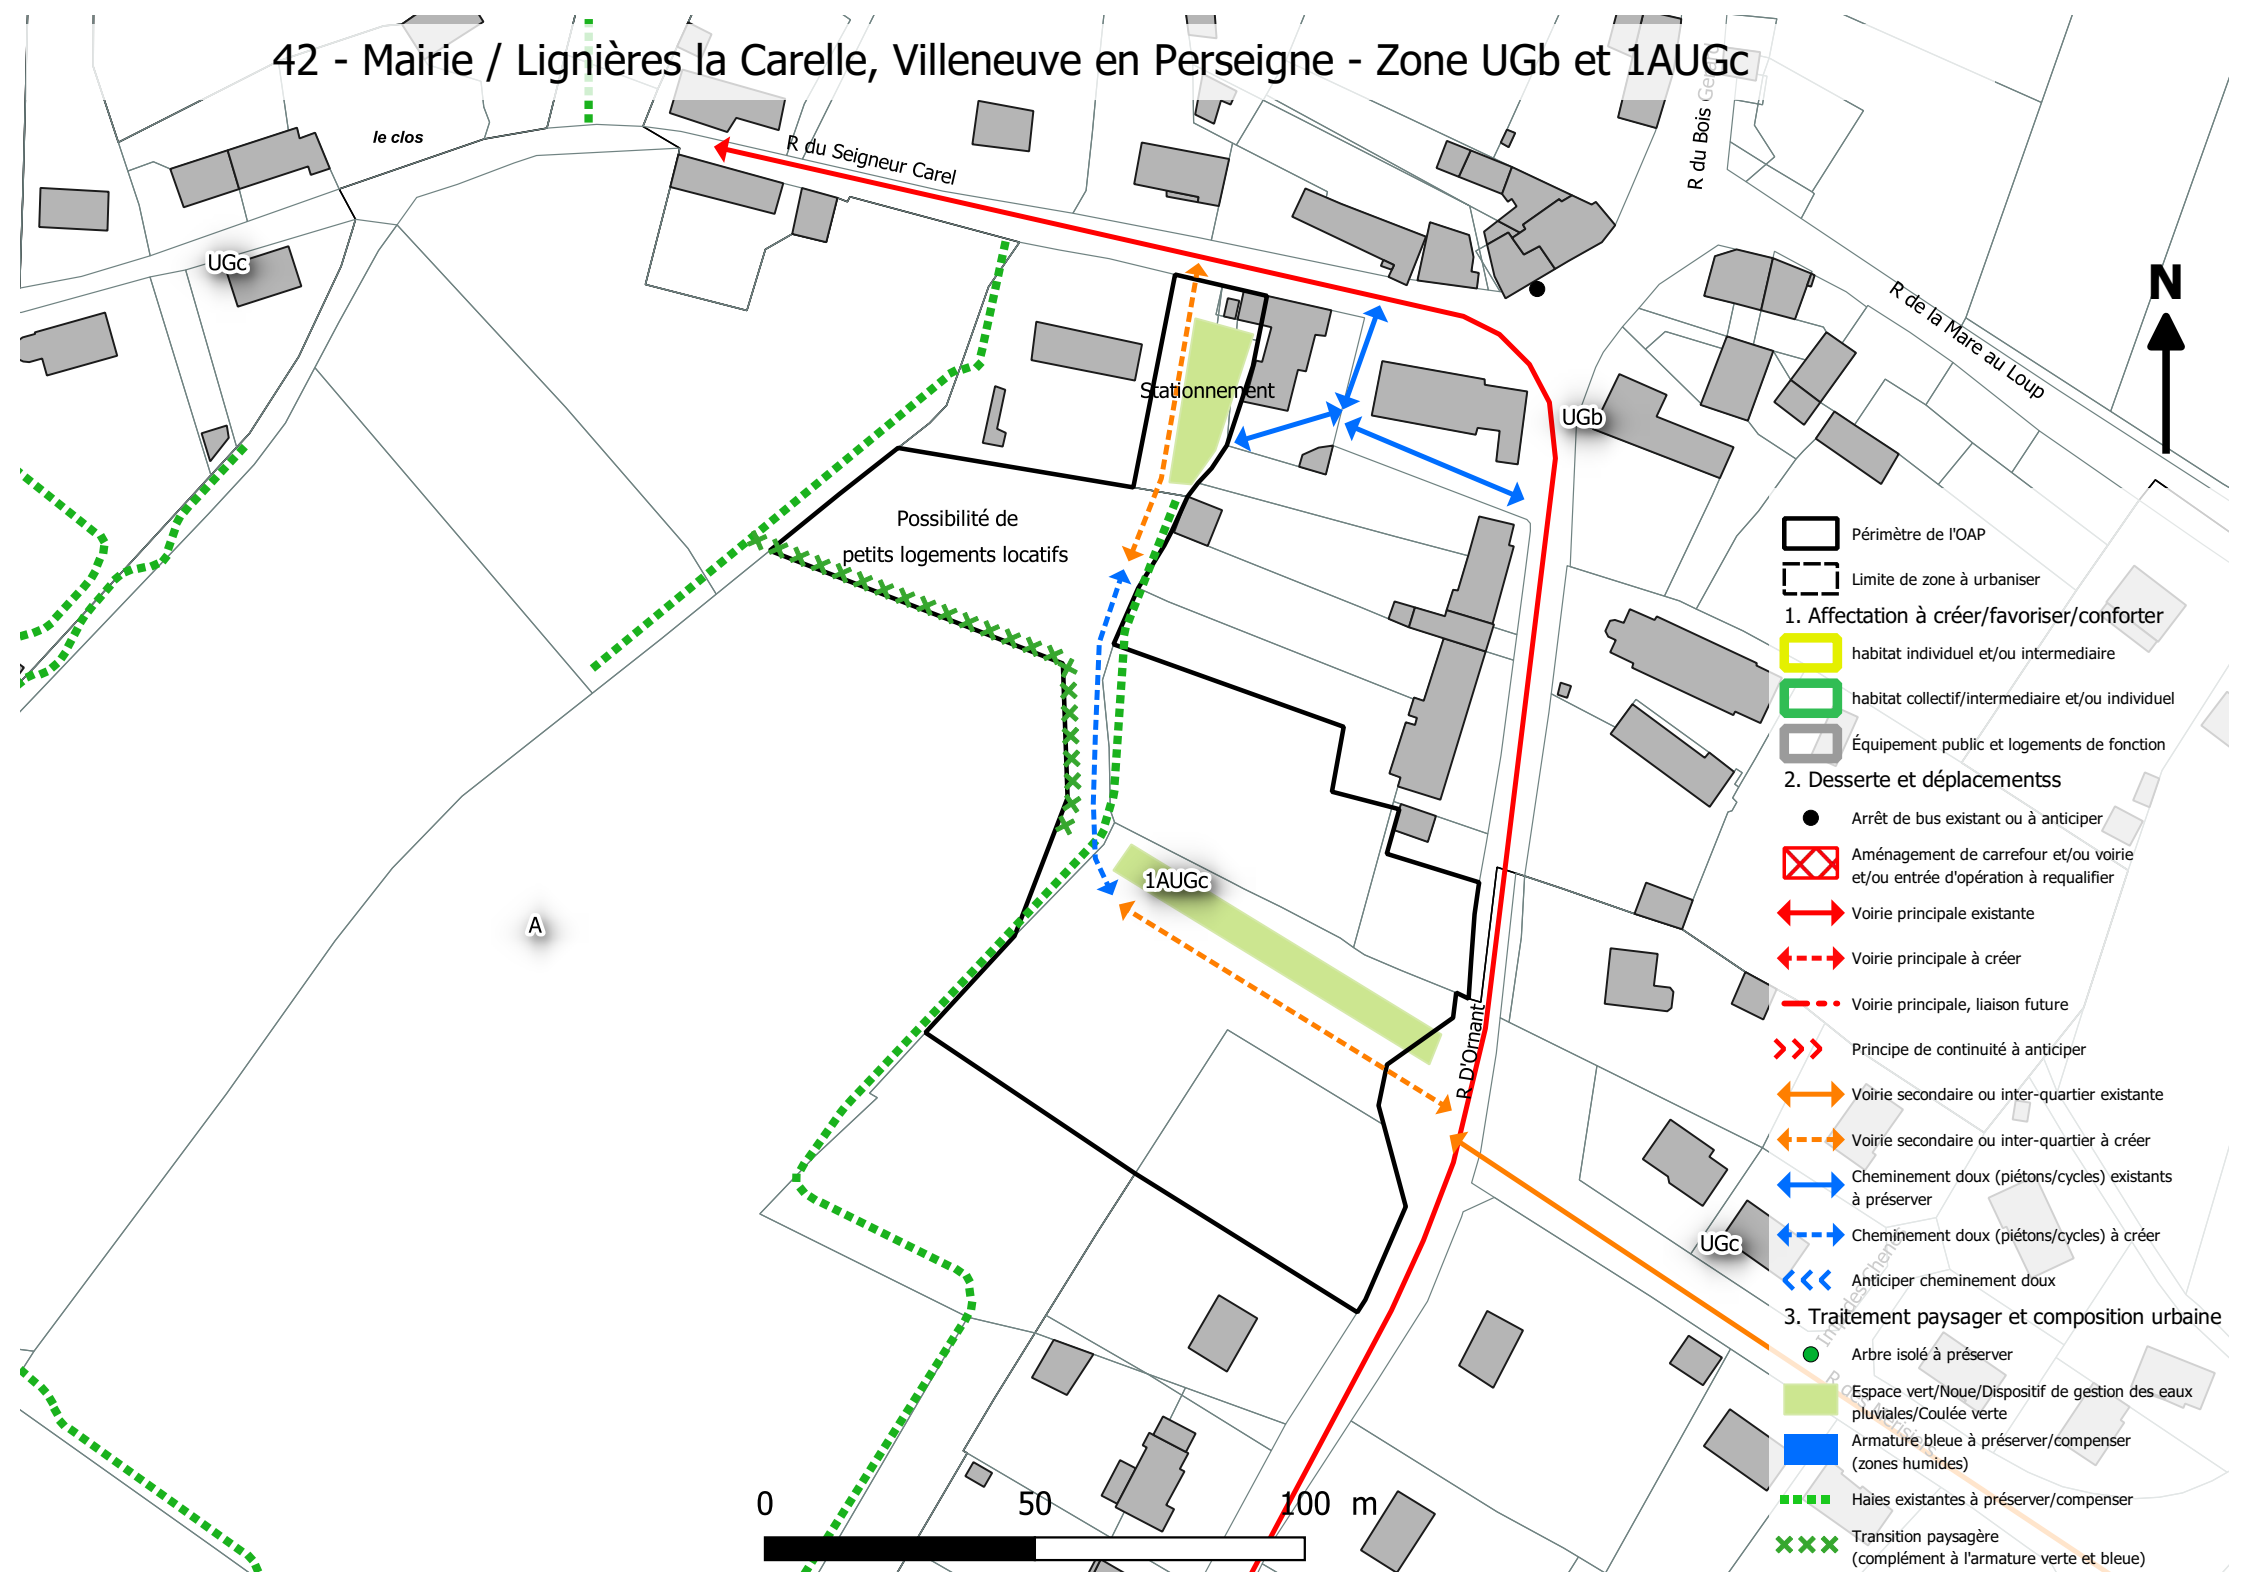 42 - Mairie / Lignières la Carelle, Villeneuve en Perseigne - Zone UGb et 1AUGc
le clos
R du Seigneur Carel
R du Bois Gerard
UGc
R de la Mare au Loup
N
Stationnement
UGb
Possibilité de
petits logements locatifs
1AUGc
A
R D'Ornant
UGc
Imp des Chenes
R des Merisiers
0 50 100 m
Périmètre de l'OAP
Limite de zone à urbaniser
1. Affectation à créer/favoriser/conforter
habitat individuel et/ou intermediaire
habitat collectif/intermediaire et/ou individuel
Équipement public et logements de fonction
2. Desserte et déplacementss
Arrêt de bus existant ou à anticiper
Aménagement de carrefour et/ou voirie
et/ou entrée d'opération à requalifier
Voirie principale existante
Voirie principale à créer
Voirie principale, liaison future
Principe de continuité à anticiper
Voirie secondaire ou inter-quartier existante
Voirie secondaire ou inter-quartier à créer
Cheminement doux (piétons/cycles) existants
à préserver
Cheminement doux (piétons/cycles) à créer
Anticiper cheminement doux
3. Traitement paysager et composition urbaine
Arbre isolé à préserver
Espace vert/Noue/Dispositif de gestion des eaux
pluviales/Coulée verte
Armature bleue à préserver/compenser
(zones humides)
Haies existantes à préserver/compenser
Transition paysagère
(complément à l'armature verte et bleue)